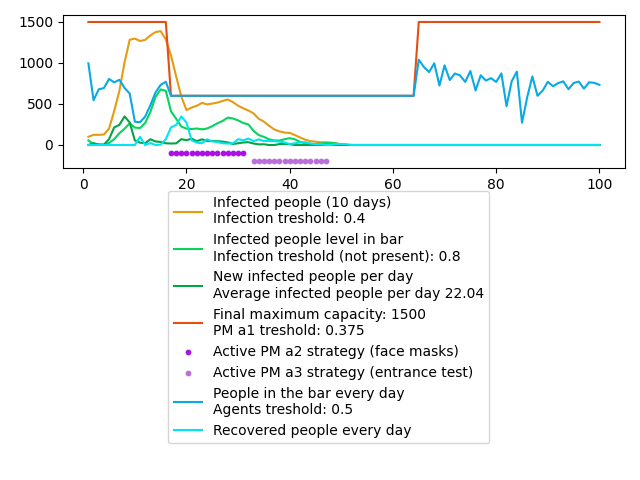 1500
1000
500
0
0 20 40 60 80 100
Infected people (10 days)
Infection treshold: 0.4
Infected people level in bar
Infection treshold (not present): 0.8
New infected people per day
Average infected people per day 22.04
Final maximum capacity: 1500
PM a1 treshold: 0.375
Active PM a2 strategy (face masks)
Active PM a3 strategy (entrance test)
People in the bar every day
Agents treshold: 0.5
Recovered people every day